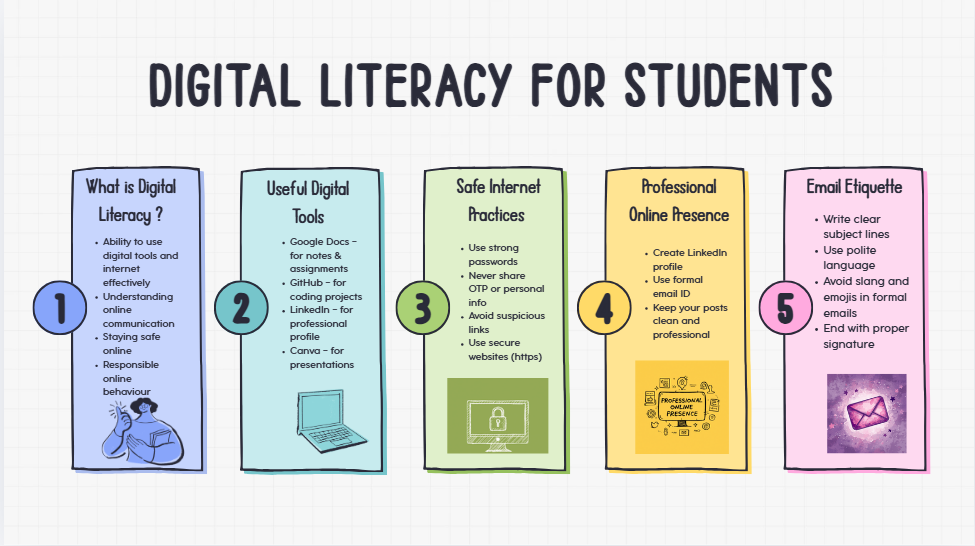 DIGITAL LITERACY FOR STUDENTS
1
What is Digital
Literacy ?
• Ability to use
digital tools and
internet
effectively
• Understanding
online
communication
• Staying safe
online
• Responsible
online
behaviour
2
Useful Digital
Tools
• Google Docs –
for notes &
assignments
• GitHub – for
coding projects
• LinkedIn – for
professional
profile
• Canva – for
presentations
3
Safe Internet
Practices
• Use strong
passwords
• Never share
OTP or personal
info
• Avoid suspicious
links
• Use secure
websites (https)
4
Professional
Online Presence
• Create LinkedIn
profile
• Use formal
email ID
• Keep your posts
clean and
professional
PROFESSIONAL
ONLINE
PRESENCE
5
Email Etiquette
• Write clear
subject lines
• Use polite
language
• Avoid slang and
emojis in formal
emails
• End with proper
signature